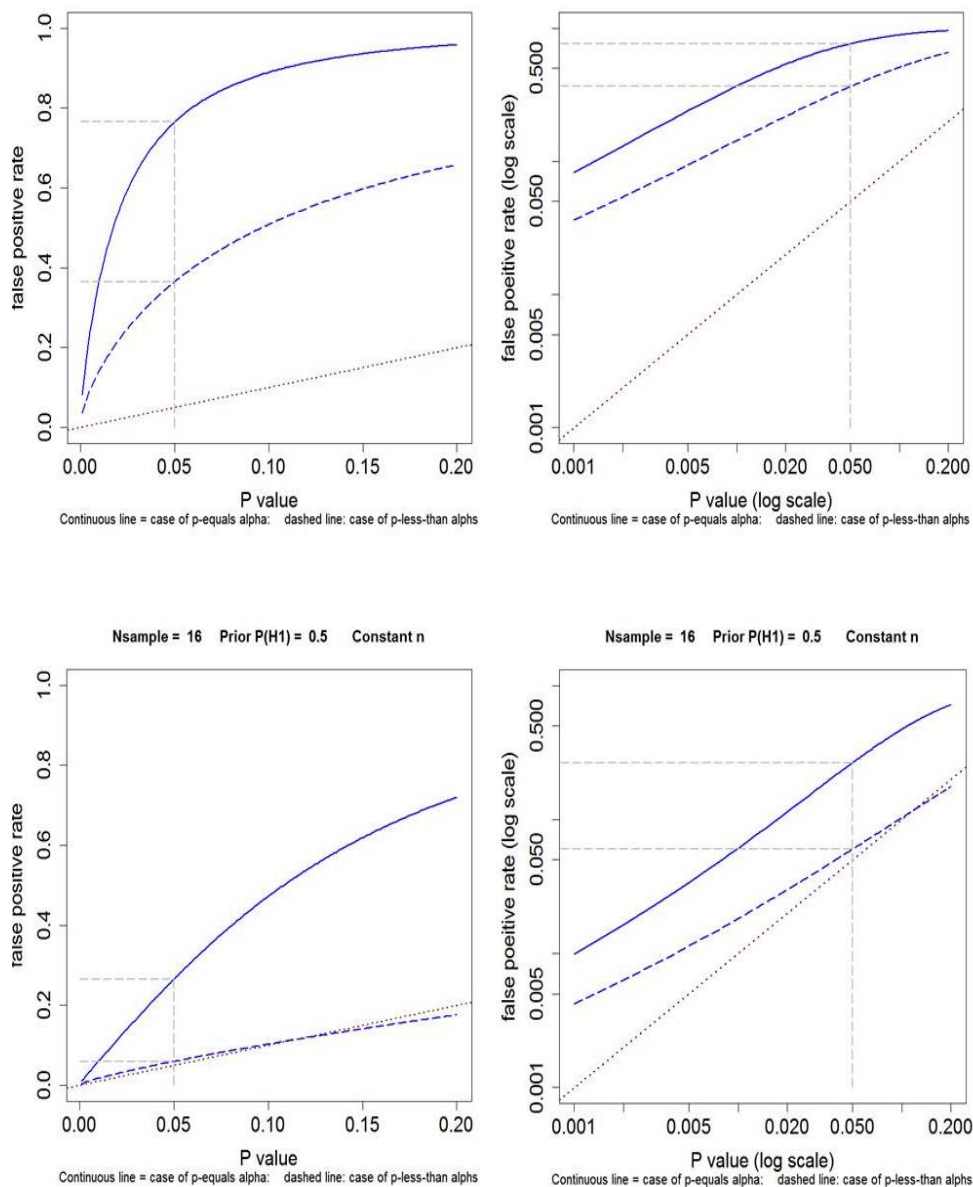 1.0
0.8
0.6
0.4
0.2
0.0
false positive rate
0.00 0.05 0.10 0.15 0.20
P value
Continuous line = case of p-equals alpha: dashed line: case of p-less-than alphs
0.500
0.050
0.005
0.001
false poeitive rate (log scale)
0.001 0.005 0.020 0.050 0.200
P value (log scale)
Continuous line = case of p-equals alpha: dashed line: case of p-less-than alphs
Nsample = 16 Prior P(H1) = 0.5 Constant n
1.0
0.8
0.6
0.4
0.2
0.0
false positive rate
0.00 0.05 0.10 0.15 0.20
P value
Continuous line = case of p-equals alpha: dashed line: case of p-less-than alphs
Nsample = 16 Prior P(H1) = 0.5 Constant n
0.500
0.050
0.005
0.001
false poeitive rate (log scale)
0.001 0.005 0.020 0.050 0.200
P value (log scale)
Continuous line = case of p-equals alpha: dashed line: case of p-less-than alphs